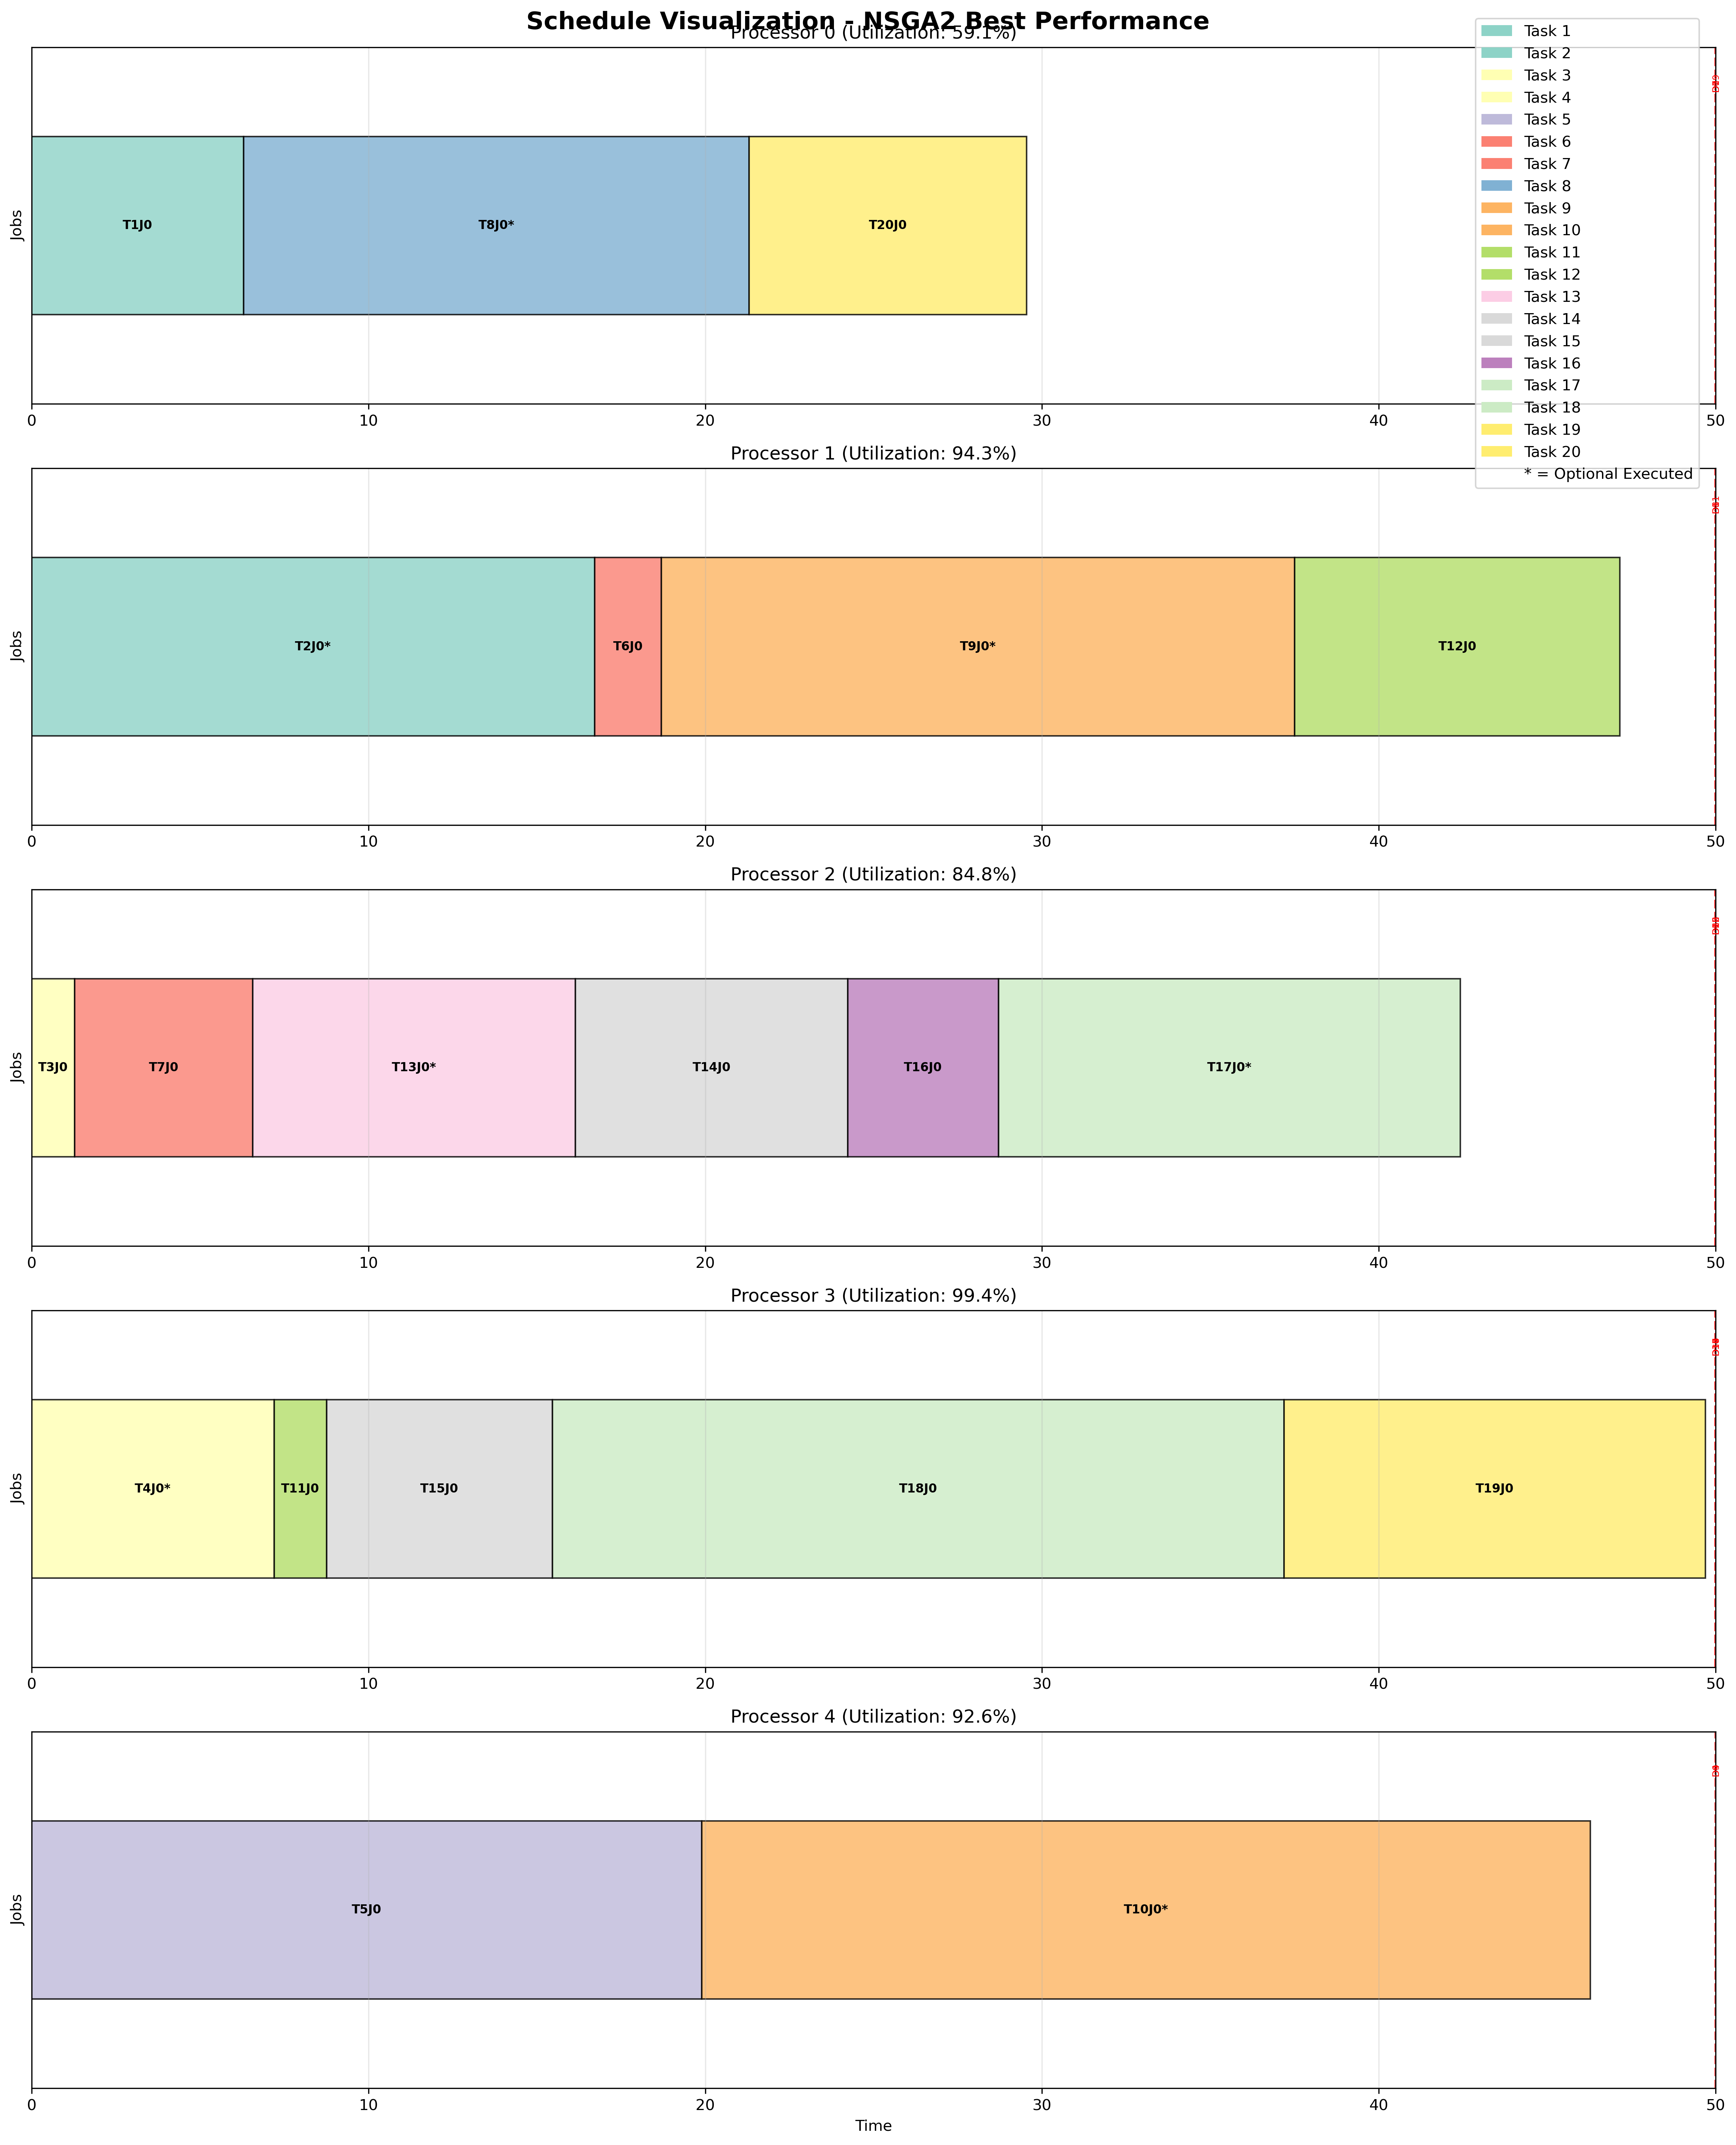 Schedule Visualization - NSGA2 Best Performance
Processor 0 (Utilization: 59.1%)
Jobs
T1J0
T8J0*
T20J0
0
10
20
30
40
50
Task 1
Task 2
Task 3
Task 4
Task 5
Task 6
Task 7
Task 8
Task 9
Task 10
Task 11
Task 12
Task 13
Task 14
Task 15
Task 16
Task 17
Task 18
Task 19
Task 20
* = Optional Executed
Processor 1 (Utilization: 94.3%)
Jobs
T2J0*
T6J0
T9J0*
T12J0
0
10
20
30
40
50
Processor 2 (Utilization: 84.8%)
Jobs
T3J0
T7J0
T13J0*
T14J0
T16J0
T17J0*
0
10
20
30
40
50
Processor 3 (Utilization: 99.4%)
Jobs
T4J0*
T11J0
T15J0
T18J0
T19J0
0
10
20
30
40
50
Processor 4 (Utilization: 92.6%)
Jobs
T5J0
T10J0*
0
10
20
30
40
50
Time